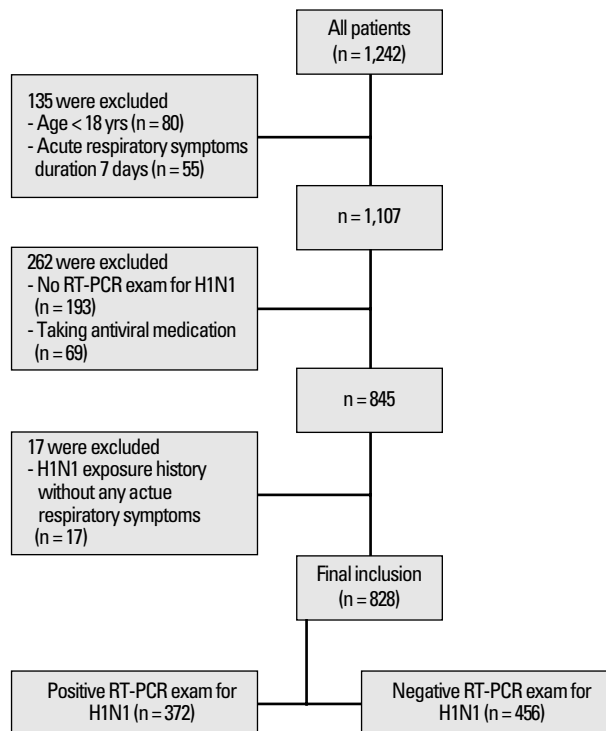 All patients
(n = 1,242)
135 were excluded
- Age < 18 yrs (n = 80)
- Acute respiratory symptoms
duration 7 days (n = 55)
n = 1,107
262 were excluded
- No RT-PCR exam for H1N1
(n = 193)
- Taking antiviral medication
(n = 69)
n = 845
17 were excluded
- H1N1 exposure history
without any actue
respiratory symptoms
(n = 17)
Final inclusion
(n = 828)
Positive RT-PCR exam for
H1N1 (n = 372)
Negative RT-PCR exam for
H1N1 (n = 456)